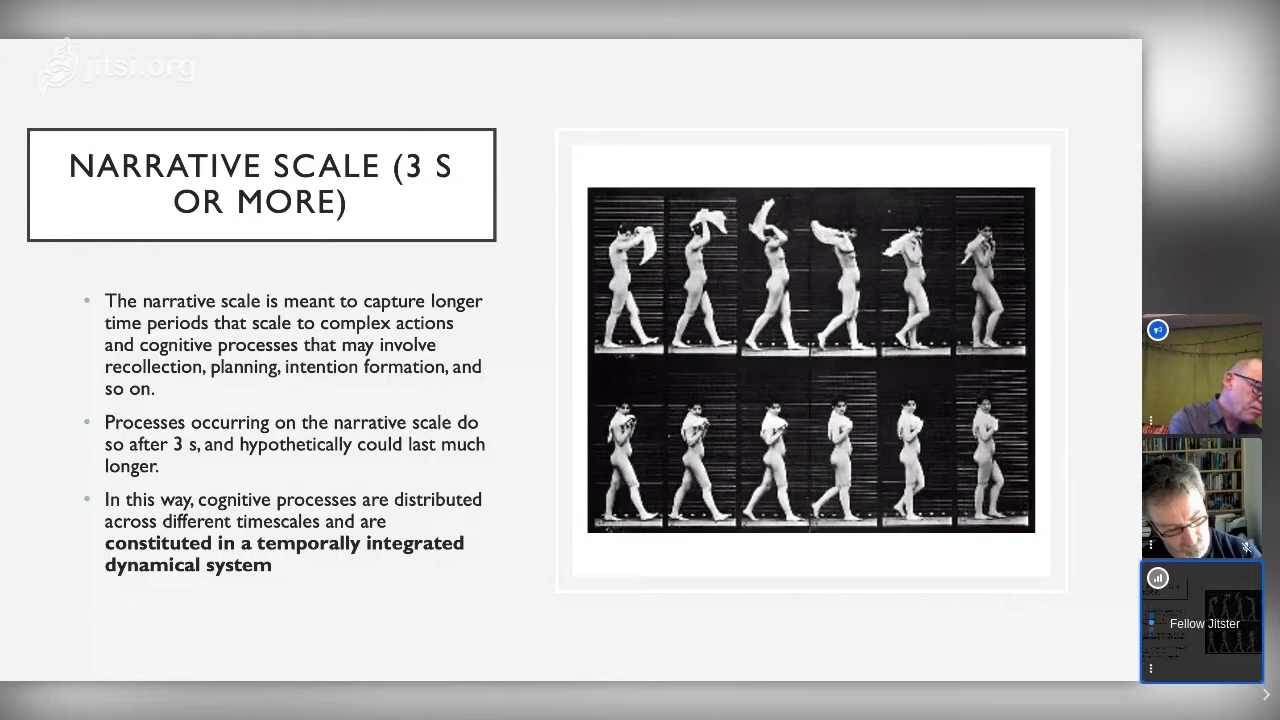 jitsi.org
NARRATIVE SCALE (3 S
OR MORE)
• The narrative scale is meant to capture longer
time periods that scale to complex actions
and cognitive processes that may involve
recollection, planning, intention formation, and
so on.
• Processes occurring on the narrative scale do
so after 3 s, and hypothetically could last much
longer.
• In this way, cognitive processes are distributed
across different timescales and are
constituted in a temporally integrated
dynamical system
Fellow Jitster